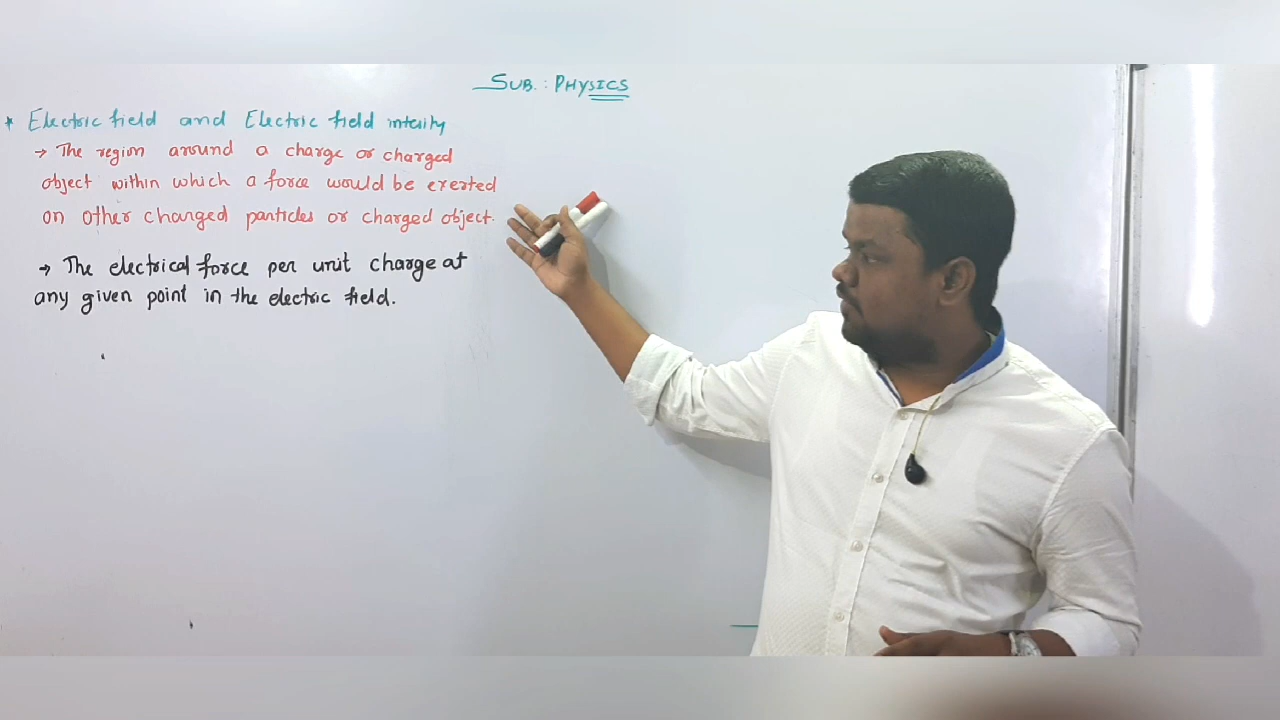 SUB. : PHYSICS
* Electric field and Electric field intesity
→ The region around a charge or charged
object within which a force would be exerted
on other changed particles or charged object.
→ The electrical force per unit charge at
any given point in the electric field.